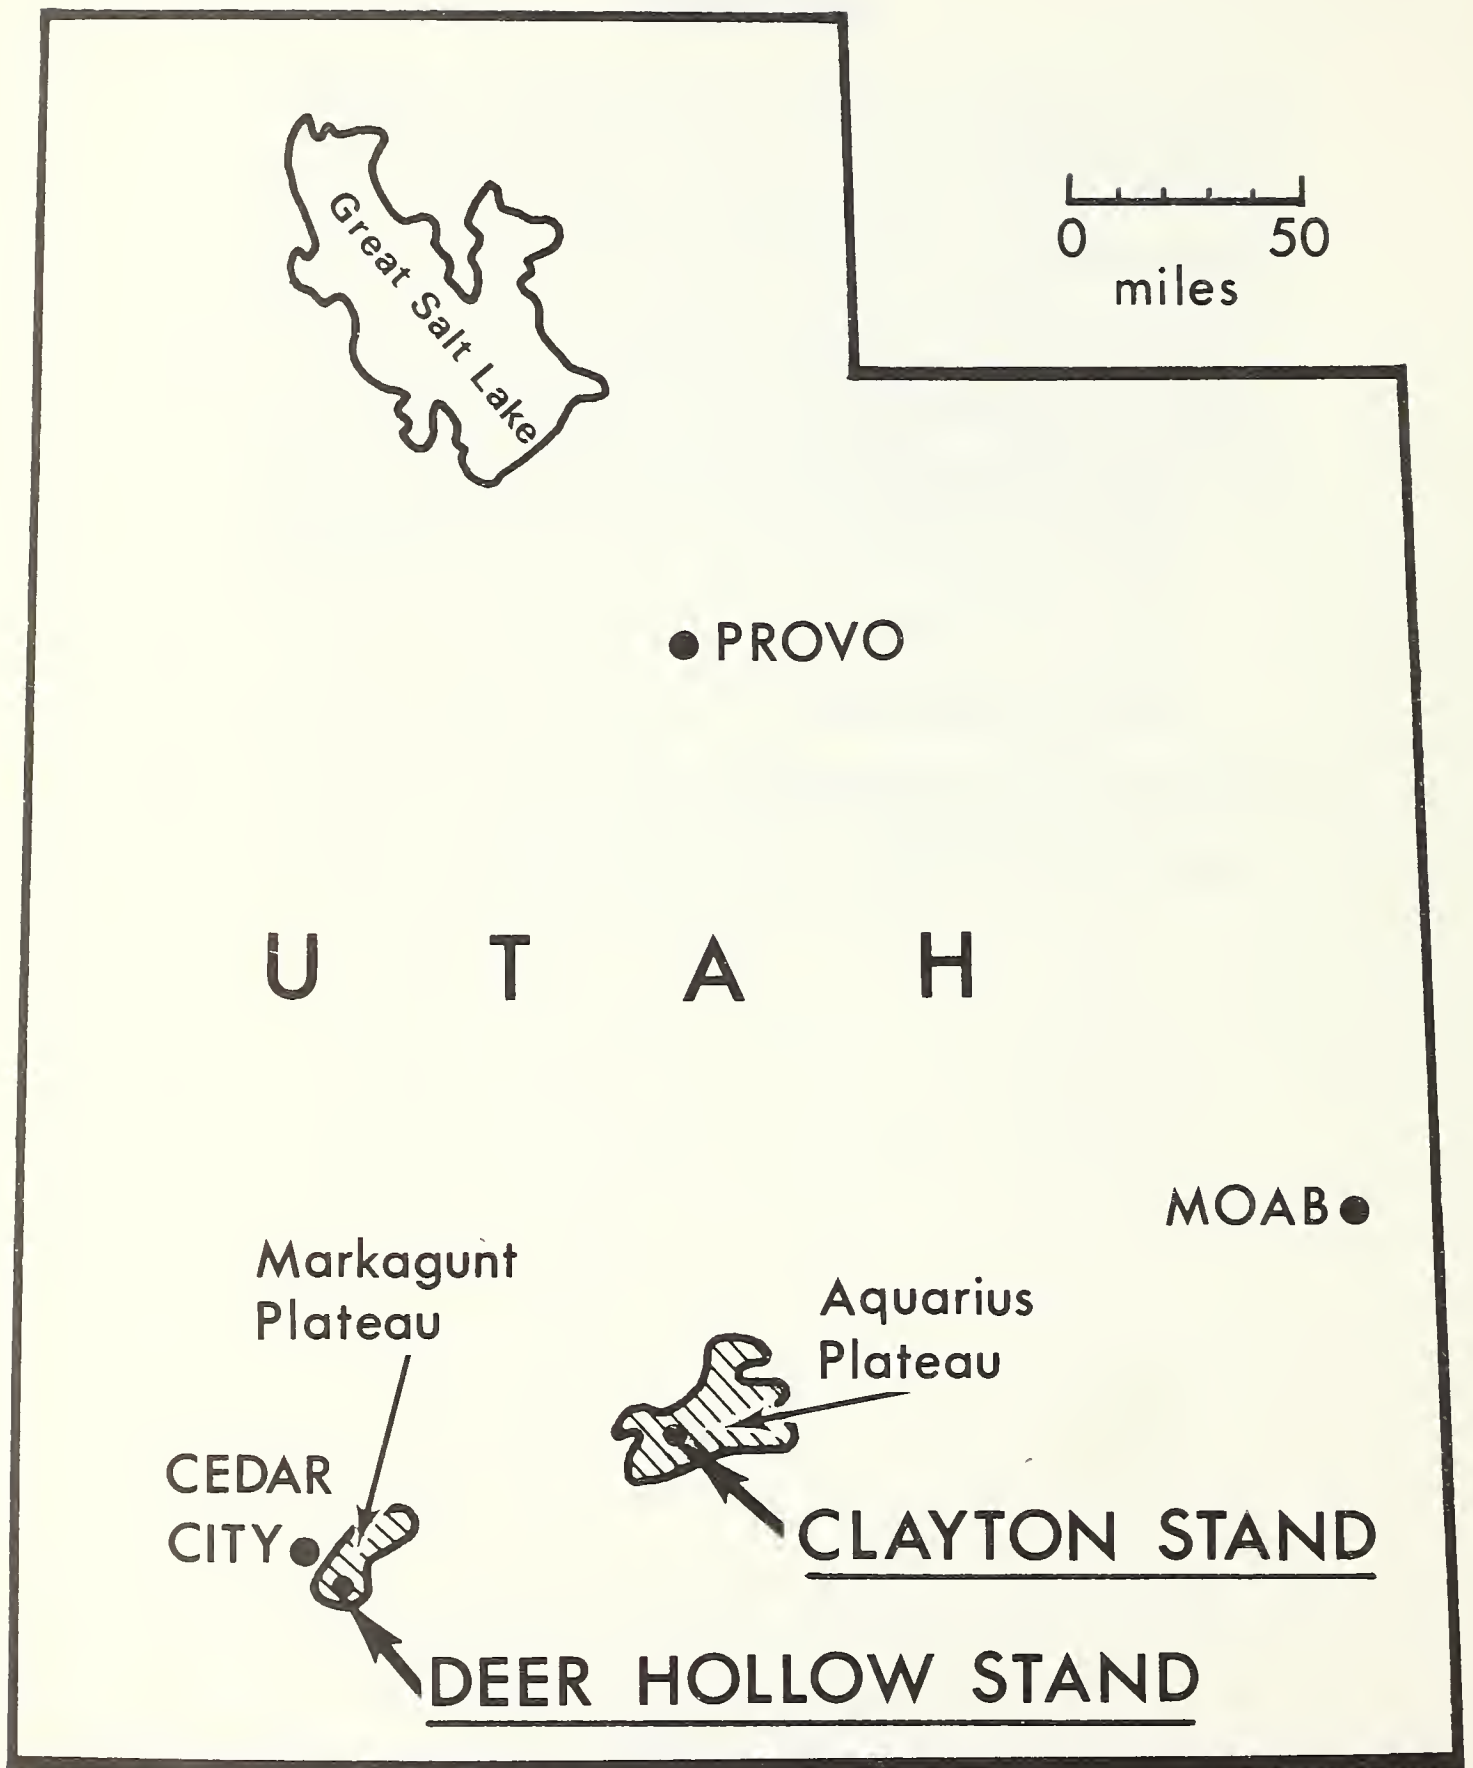 Great Salt Lake
0 50
miles
PROVO
UTAH
MOAB
Markagunt
Plateau
Aquarius
Plateau
CEDAR
CITY
CLAYTON STAND
DEER HOLLOW STAND